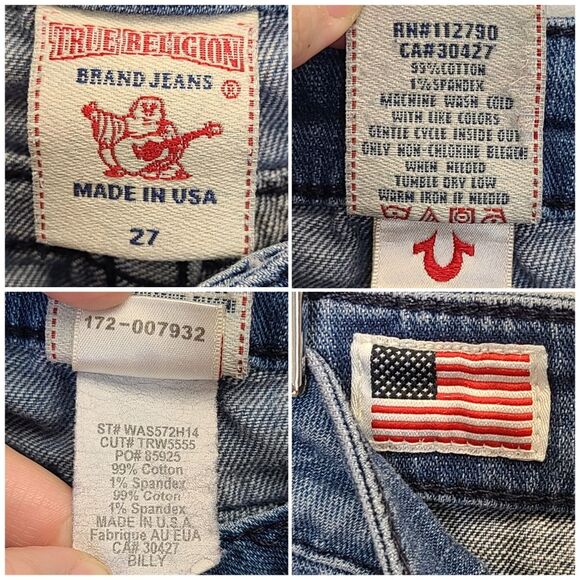 TRUE RELIGION
BRAND JEANS
®
MADE IN USA
27
RN#112790
CA#30427
99%COTTON
1%SPANDEX
MACHINE WASH COLD
WITH LIKE COLORS
GENTLE CYCLE INSIDE OUT
ONLY NON-CHLORINE BLEACH
WHEN NEEDED
TUMBLE DRY LOW
WARM IRON IF NEEDED
172-007932
ST# WAS572H14
CUT# TRW5555
PO# 85925
99% Cotton
1% Spandex
99% Coton
1% Spandex
MADE IN U.S.A.
Fabrique AU EUA
CA# 30427
BILLY